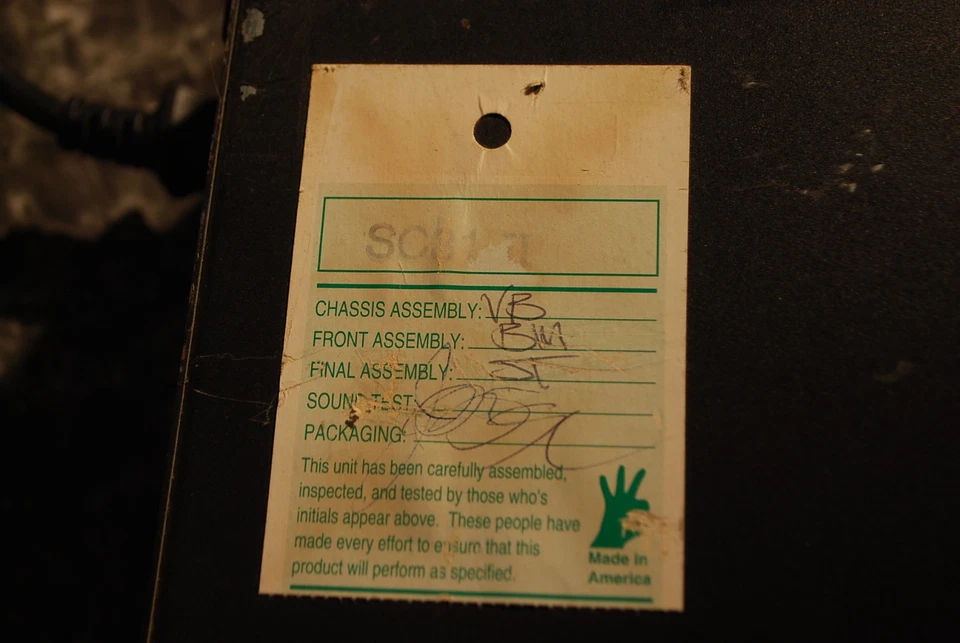 CHASSIS ASSEMBLY: VB
FRONT ASSEMBLY: BM
FINAL ASSEMBLY:
SOUND TEST:
PACKAGING:
This unit has been carefully assembled,
inspected, and tested by those who's
initials appear above. These people have
made every effort to ensure that this
product will perform as specified.
Made in
America